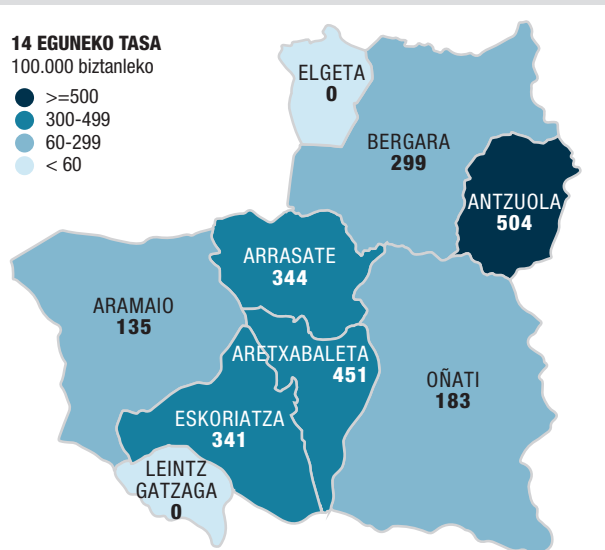 14 EGUNEKO TASA
100.000 biztanleko
>=500
300-499
60-299
< 60
ELGETA
0
BERGARA
299
ANTZUOLA
504
ARRASATE
344
ARAMAIO
135
ARETXABALETA
451
OÑATI
183
ESKORIATZA
341
LEINTZ
GATZAGA
0